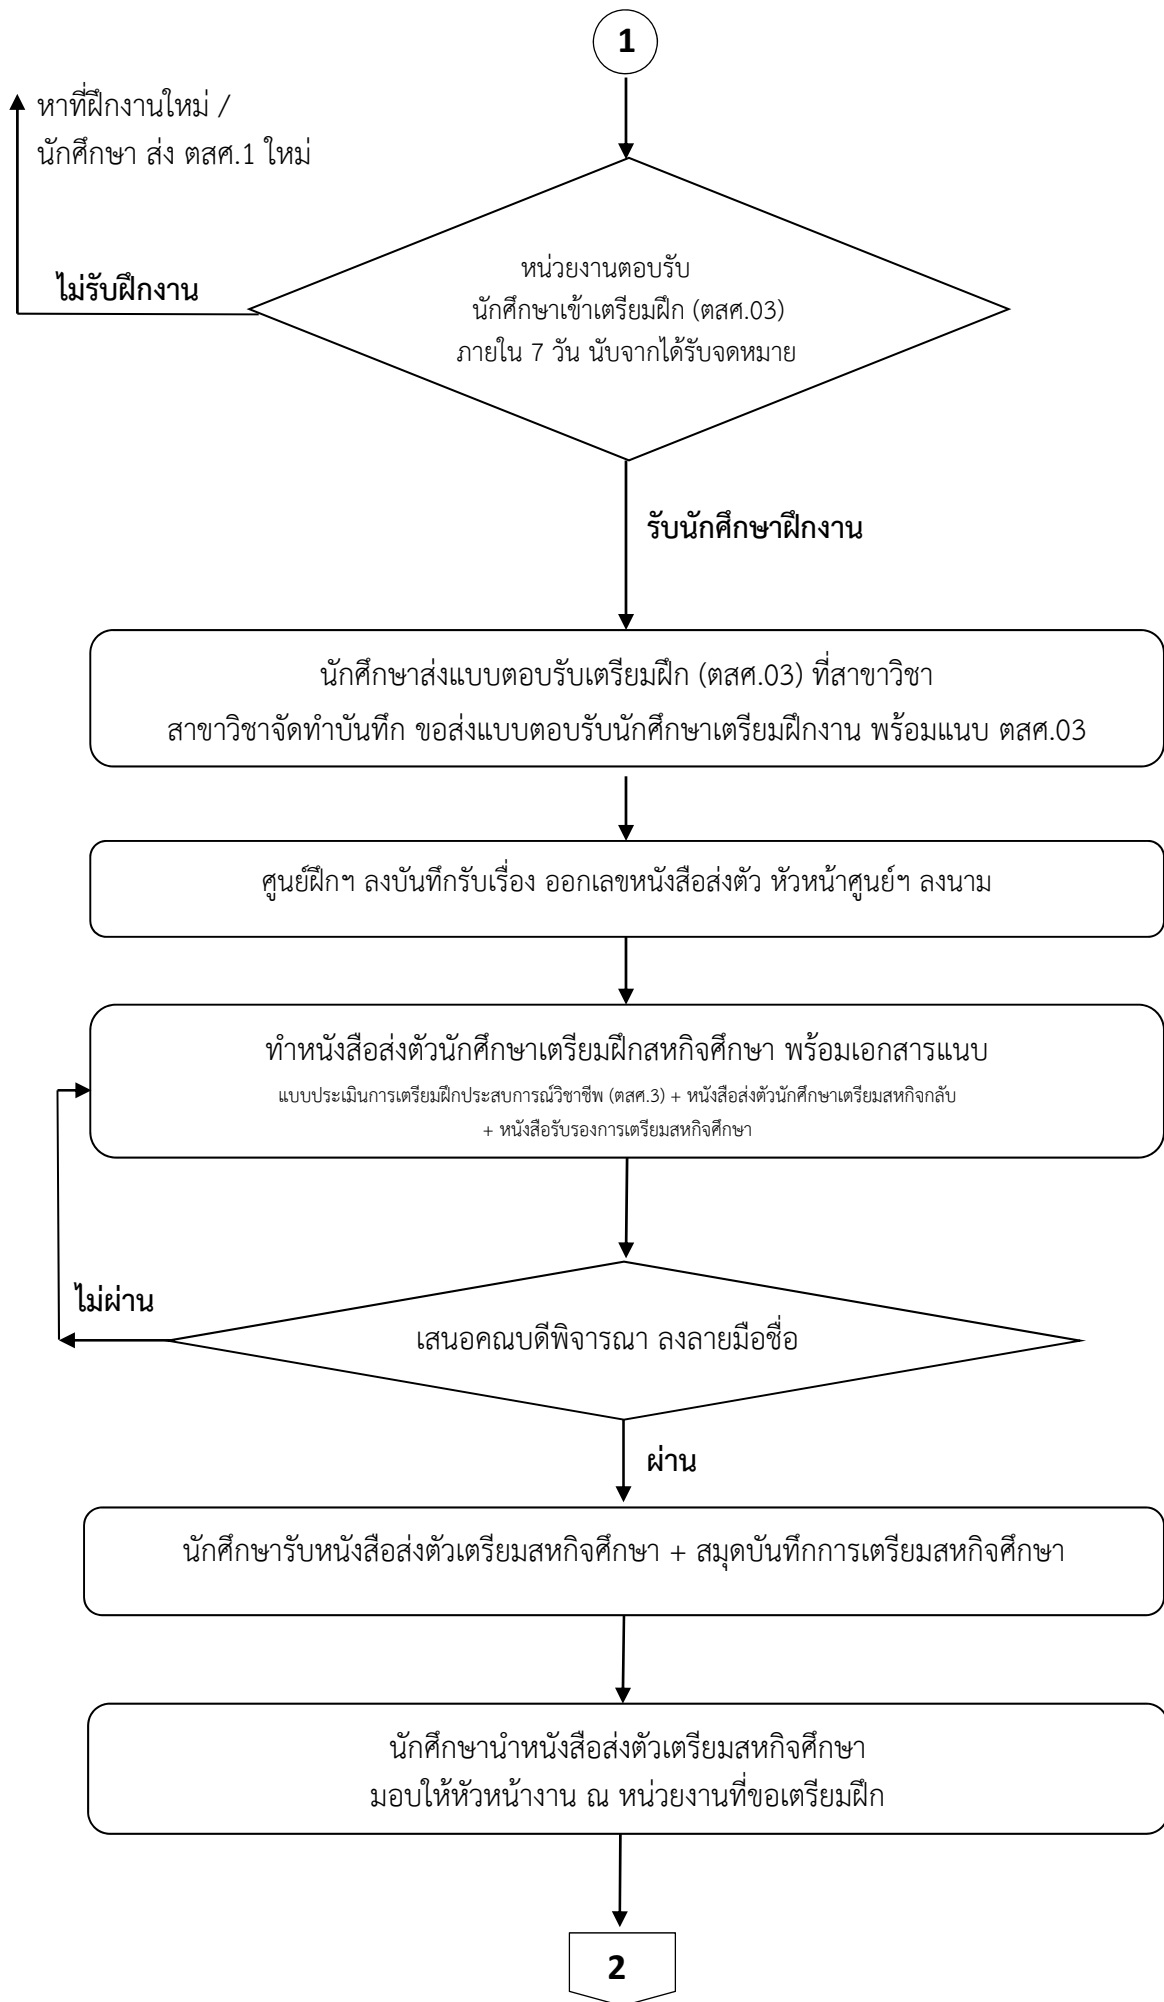 1
หาที่ฝึกงานใหม่ /
นักศึกษา ส่ง ตสศ.1 ใหม่
ไม่รับฝึกงาน
หน่วยงานตอบรับ
นักศึกษาเข้าเตรียมฝึก (ตสศ.03)
ภายใน 7 วัน นับจากได้รับจดหมาย
รับนักศึกษาฝึกงาน
นักศึกษาส่งแบบตอบรับเตรียมฝึก (ตสศ.03) ที่สาขาวิชา
สาขาวิชาจัดทำบันทึก ขอส่งแบบตอบรับนักศึกษาเตรียมฝึกงาน พร้อมแนบ ตสศ.03
ศูนย์ฝึกฯ ลงบันทึกรับเรื่อง ออกเลขหนังสือส่งตัว หัวหน้าศูนย์ฯ ลงนาม
ทำหนังสือส่งตัวนักศึกษาเตรียมฝึกสหกิจศึกษา พร้อมเอกสารแนบ
แบบประเมินการเตรียมฝึกประสบการณ์วิชาชีพ (ตสศ.3) + หนังสือส่งตัวนักศึกษาเตรียมสหกิจกลับ
+ หนังสือรับรองการเตรียมสหกิจศึกษา
ไม่ผ่าน
เสนอคณบดีพิจารณา ลงลายมือชื่อ
ผ่าน
นักศึกษารับหนังสือส่งตัวเตรียมสหกิจศึกษา + สมุดบันทึกการเตรียมสหกิจศึกษา
นักศึกษานำหนังสือส่งตัวเตรียมสหกิจศึกษา
มอบให้หัวหน้างาน ณ หน่วยงานที่ขอเตรียมฝึก
2